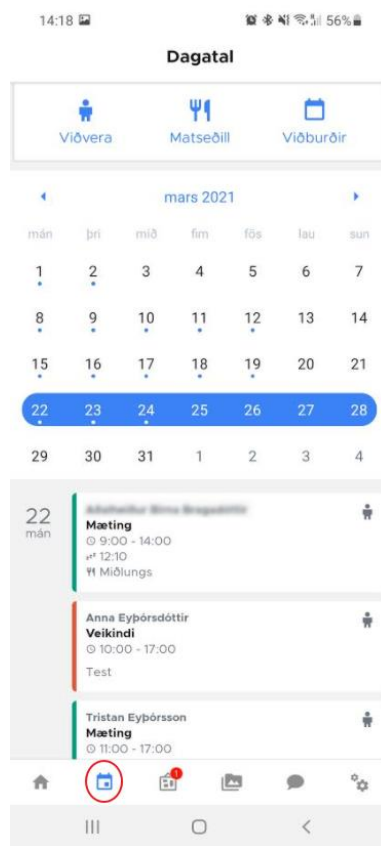 14:18 56%
Dagatal
Viðvera Matseðill Viðburðir
mars 2021
mán þri mið fim fös lau sun
1 2 3 4 5 6 7
8 9 10 11 12 13 14
15 16 17 18 19 20 21
22 23 24 25 26 27 28
29 30 31 1 2 3 4
22
mán
Mæting
9:00 - 14:00
12:10
Miðlungs
Anna Eyþórsdóttir
Veikindi
10:00 - 17:00
Test
Tristan Eyþórsson
Mæting
11:00 - 17:00
1